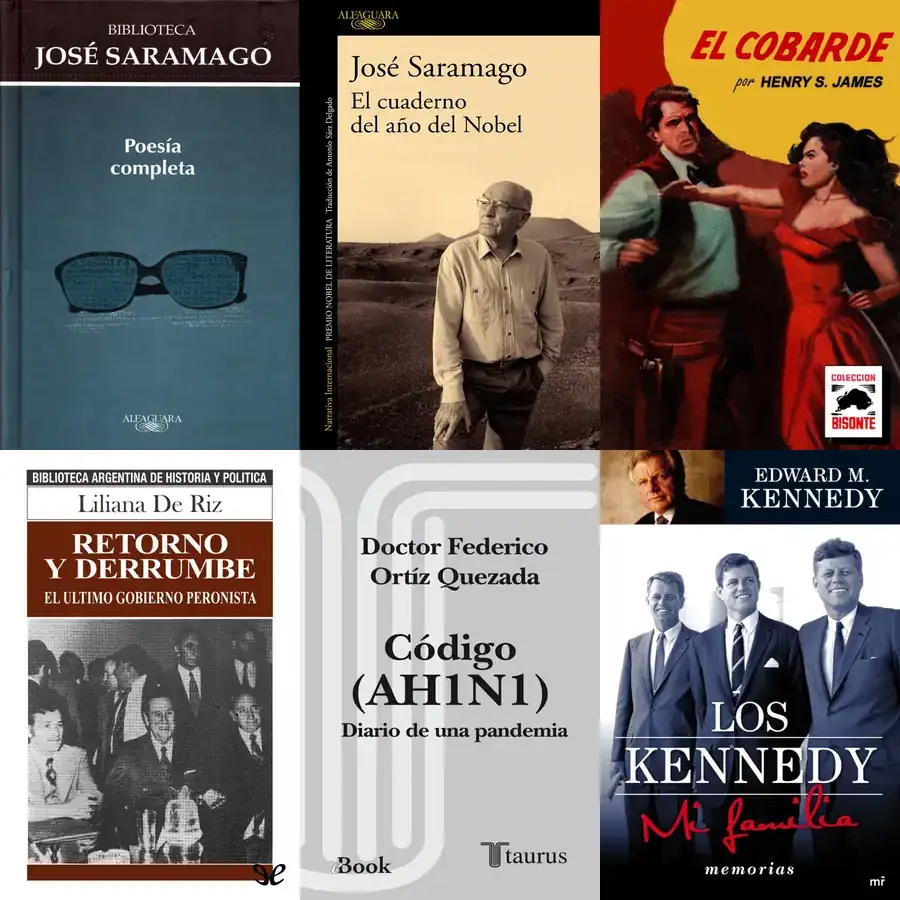 BIBLIOTECA
JOSÉ SARAMAGO
Poesía
completa
ALFAGUARA
ALFAGUARA
José Saramago
El cuaderno
del año del Nobel
Narrativa Internacional PREMIO NOBEL DE LITERATURA Traducción de Antonio Sáez Delgado
EL COBARDE
por HENRY S. JAMES
COLECCION
BISONTE
BIBLIOTECA ARGENTINA DE HISTORIA Y POLITICA
Liliana De Riz
RETORNO
Y DERRUMBE
EL ULTIMO GOBIERNO PERONISTA
Doctor Federico
Ortíz Quezada
Código
(AH1N1)
Diario de una pandemia
eBook
taurus
EDWARD M.
KENNEDY
LOS
KENNEDY
Mi familia
memorias
mr